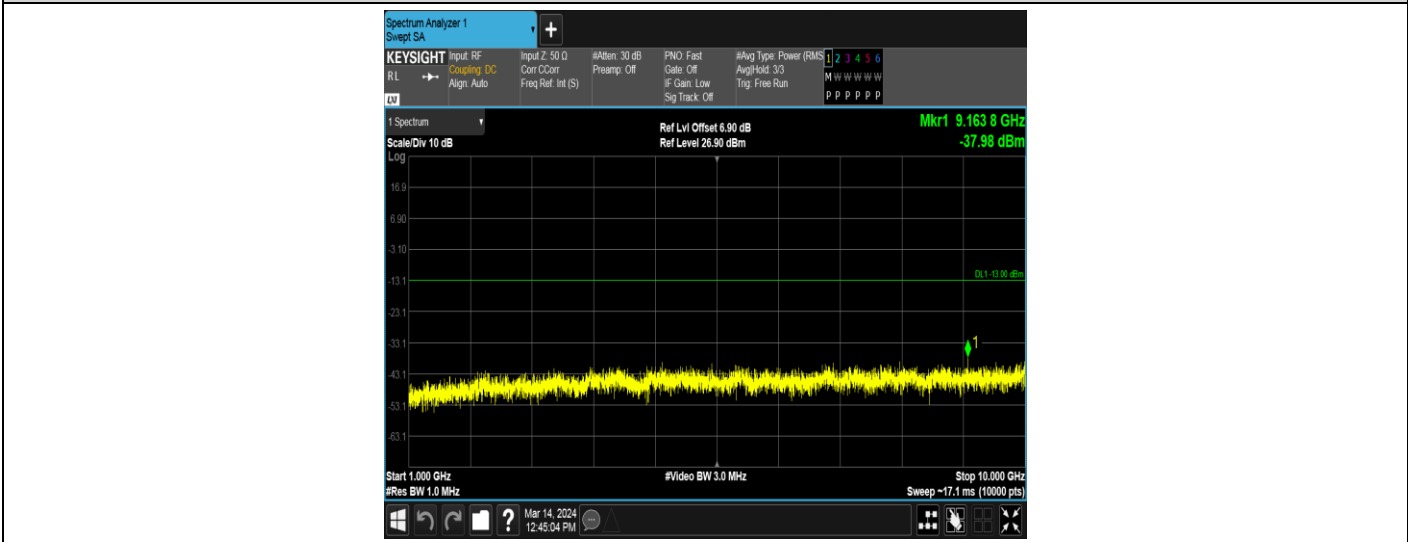 Spectrum Analyzer 1
Swept SA
+
KEYSIGHT
RL
LXI
Input: RF
Coupling: DC
Align: Auto
Input Z: 50 Ω
Corr CCorr
Freq Ref: Int (S)
#Atten: 30 dB
Preamp: Off
PNO: Fast
Gate: Off
IF Gain: Low
Sig Track: Off
#Avg Type: Power (RMS
Avg|Hold: 3/3
Trig: Free Run
1 2 3 4 5 6
M W W W W W
P P P P P P
1 Spectrum
Scale/Div 10 dB
Log
Ref Lvl Offset 6.90 dB
Ref Level 26.90 dBm
Mkr1 9.163 8 GHz
-37.98 dBm
16.9
6.90
-3.10
DL1 -13.00 dBm
-13.1
-23.1
-33.1
1
-43.1
-53.1
-63.1
Start 1.000 GHz
#Res BW 1.0 MHz
#Video BW 3.0 MHz
Stop 10.000 GHz
Sweep ~17.1 ms (10000 pts)
?
Mar 14, 2024
12:45:04 PM